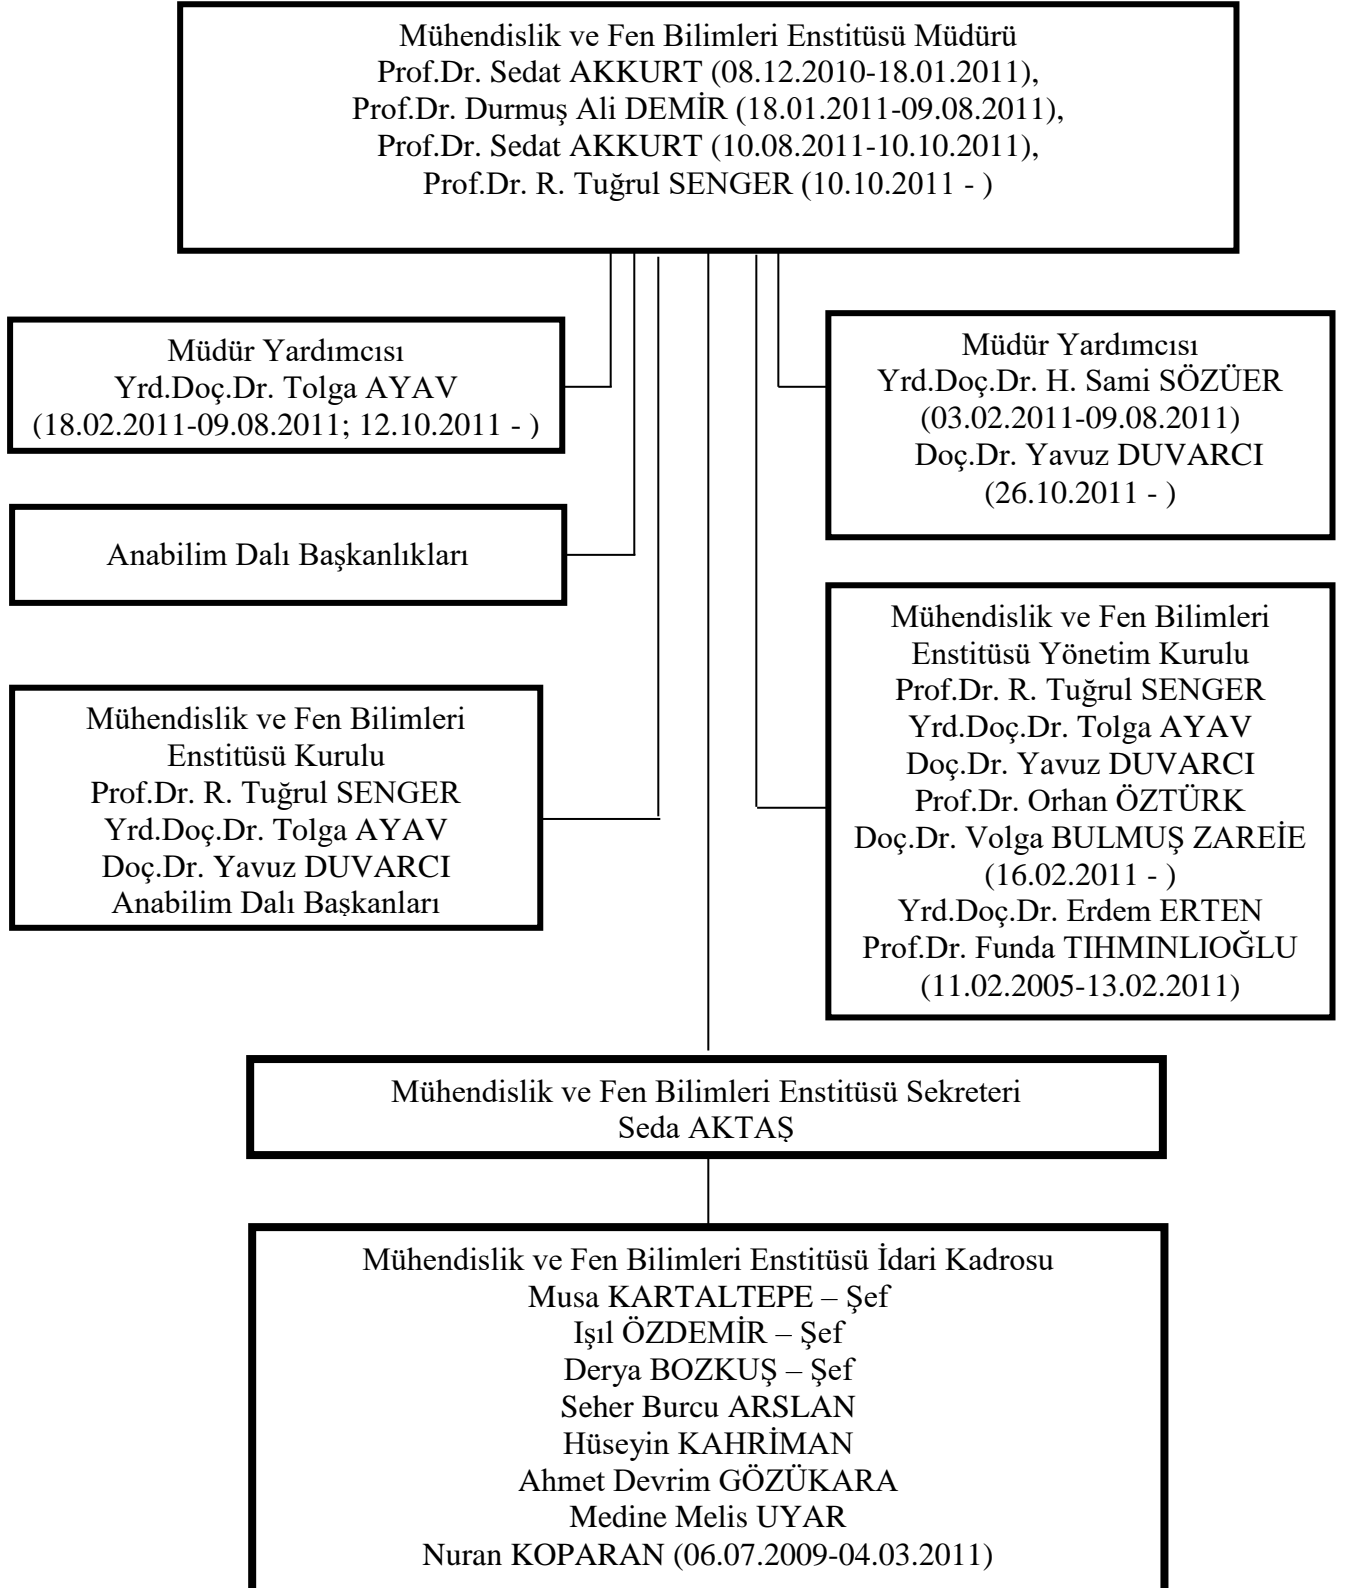 Mühendislik ve Fen Bilimleri Enstitüsü Müdürü
Prof.Dr. Sedat AKKURT (08.12.2010-18.01.2011),
Prof.Dr. Durmuş Ali DEMİR (18.01.2011-09.08.2011),
Prof.Dr. Sedat AKKURT (10.08.2011-10.10.2011),
Prof.Dr. R. Tuğrul SENGER (10.10.2011 - )
Müdür Yardımcısı
Yrd.Doç.Dr. Tolga AYAV
(18.02.2011-09.08.2011; 12.10.2011 - )
Müdür Yardımcısı
Yrd.Doç.Dr. H. Sami SÖZÜER
(03.02.2011-09.08.2011)
Doç.Dr. Yavuz DUVARCI
(26.10.2011 - )
Anabilim Dalı Başkanlıkları
Mühendislik ve Fen Bilimleri
Enstitüsü Kurulu
Prof.Dr. R. Tuğrul SENGER
Yrd.Doç.Dr. Tolga AYAV
Doç.Dr. Yavuz DUVARCI
Anabilim Dalı Başkanları
Mühendislik ve Fen Bilimleri
Enstitüsü Yönetim Kurulu
Prof.Dr. R. Tuğrul SENGER
Yrd.Doç.Dr. Tolga AYAV
Doç.Dr. Yavuz DUVARCI
Prof.Dr. Orhan ÖZTÜRK
Doç.Dr. Volga BULMUŞ ZAREİE
(16.02.2011 - )
Yrd.Doç.Dr. Erdem ERTEN
Prof.Dr. Funda TIHMINLIOĞLU
(11.02.2005-13.02.2011)
Mühendislik ve Fen Bilimleri Enstitüsü Sekreteri
Seda AKTAŞ
Mühendislik ve Fen Bilimleri Enstitüsü İdari Kadrosu
Musa KARTALTEPE – Şef
Işıl ÖZDEMİR – Şef
Derya BOZKUŞ – Şef
Seher Burcu ARSLAN
Hüseyin KAHRİMAN
Ahmet Devrim GÖZÜKARA
Medine Melis UYAR
Nuran KOPARAN (06.07.2009-04.03.2011)